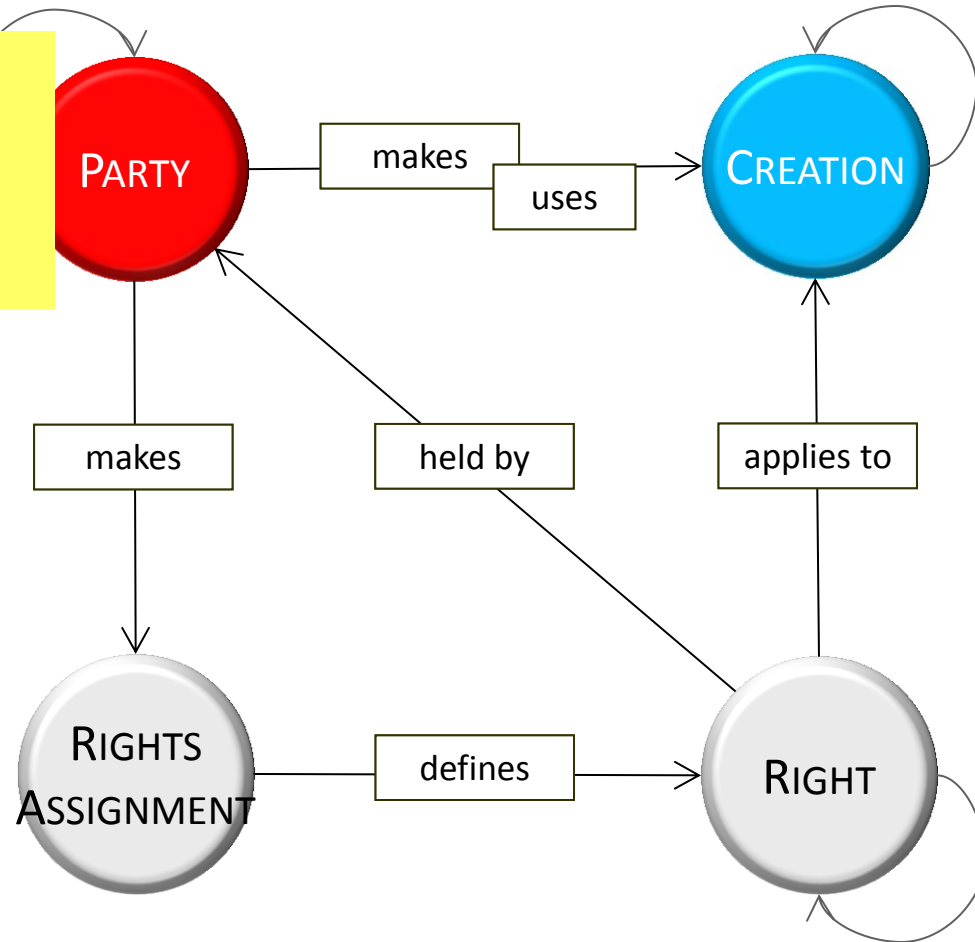 PARTY
makes
uses
CREATION
makes
held by
applies to
RIGHTS
ASSIGNMENT
defines
RIGHT